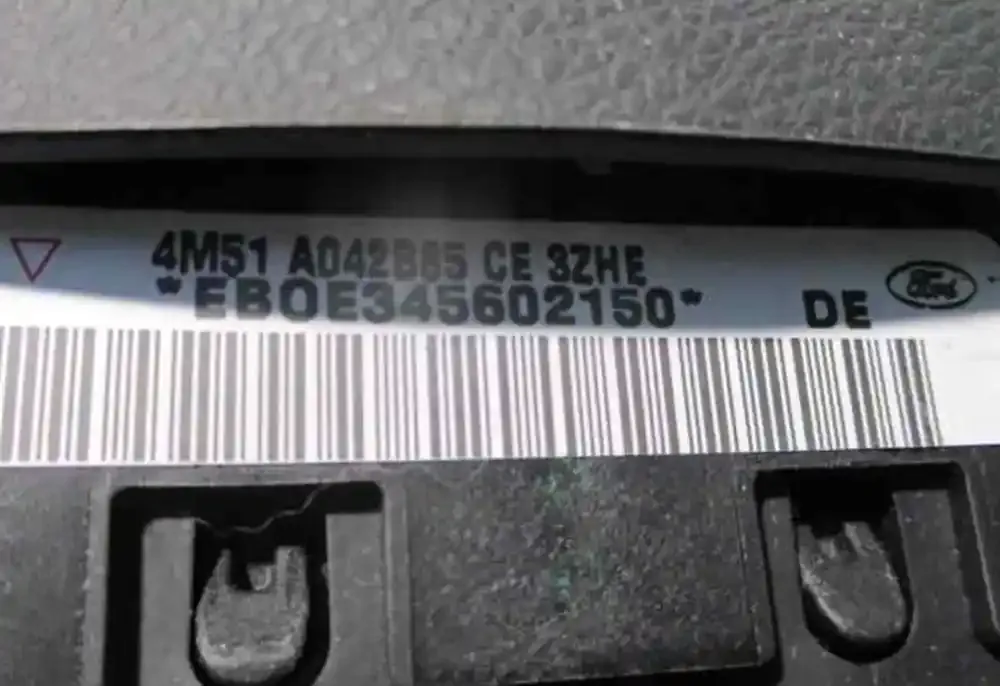 4M51 A042B85 CE 3ZHE
*EBOE345602150*
DE
Ford